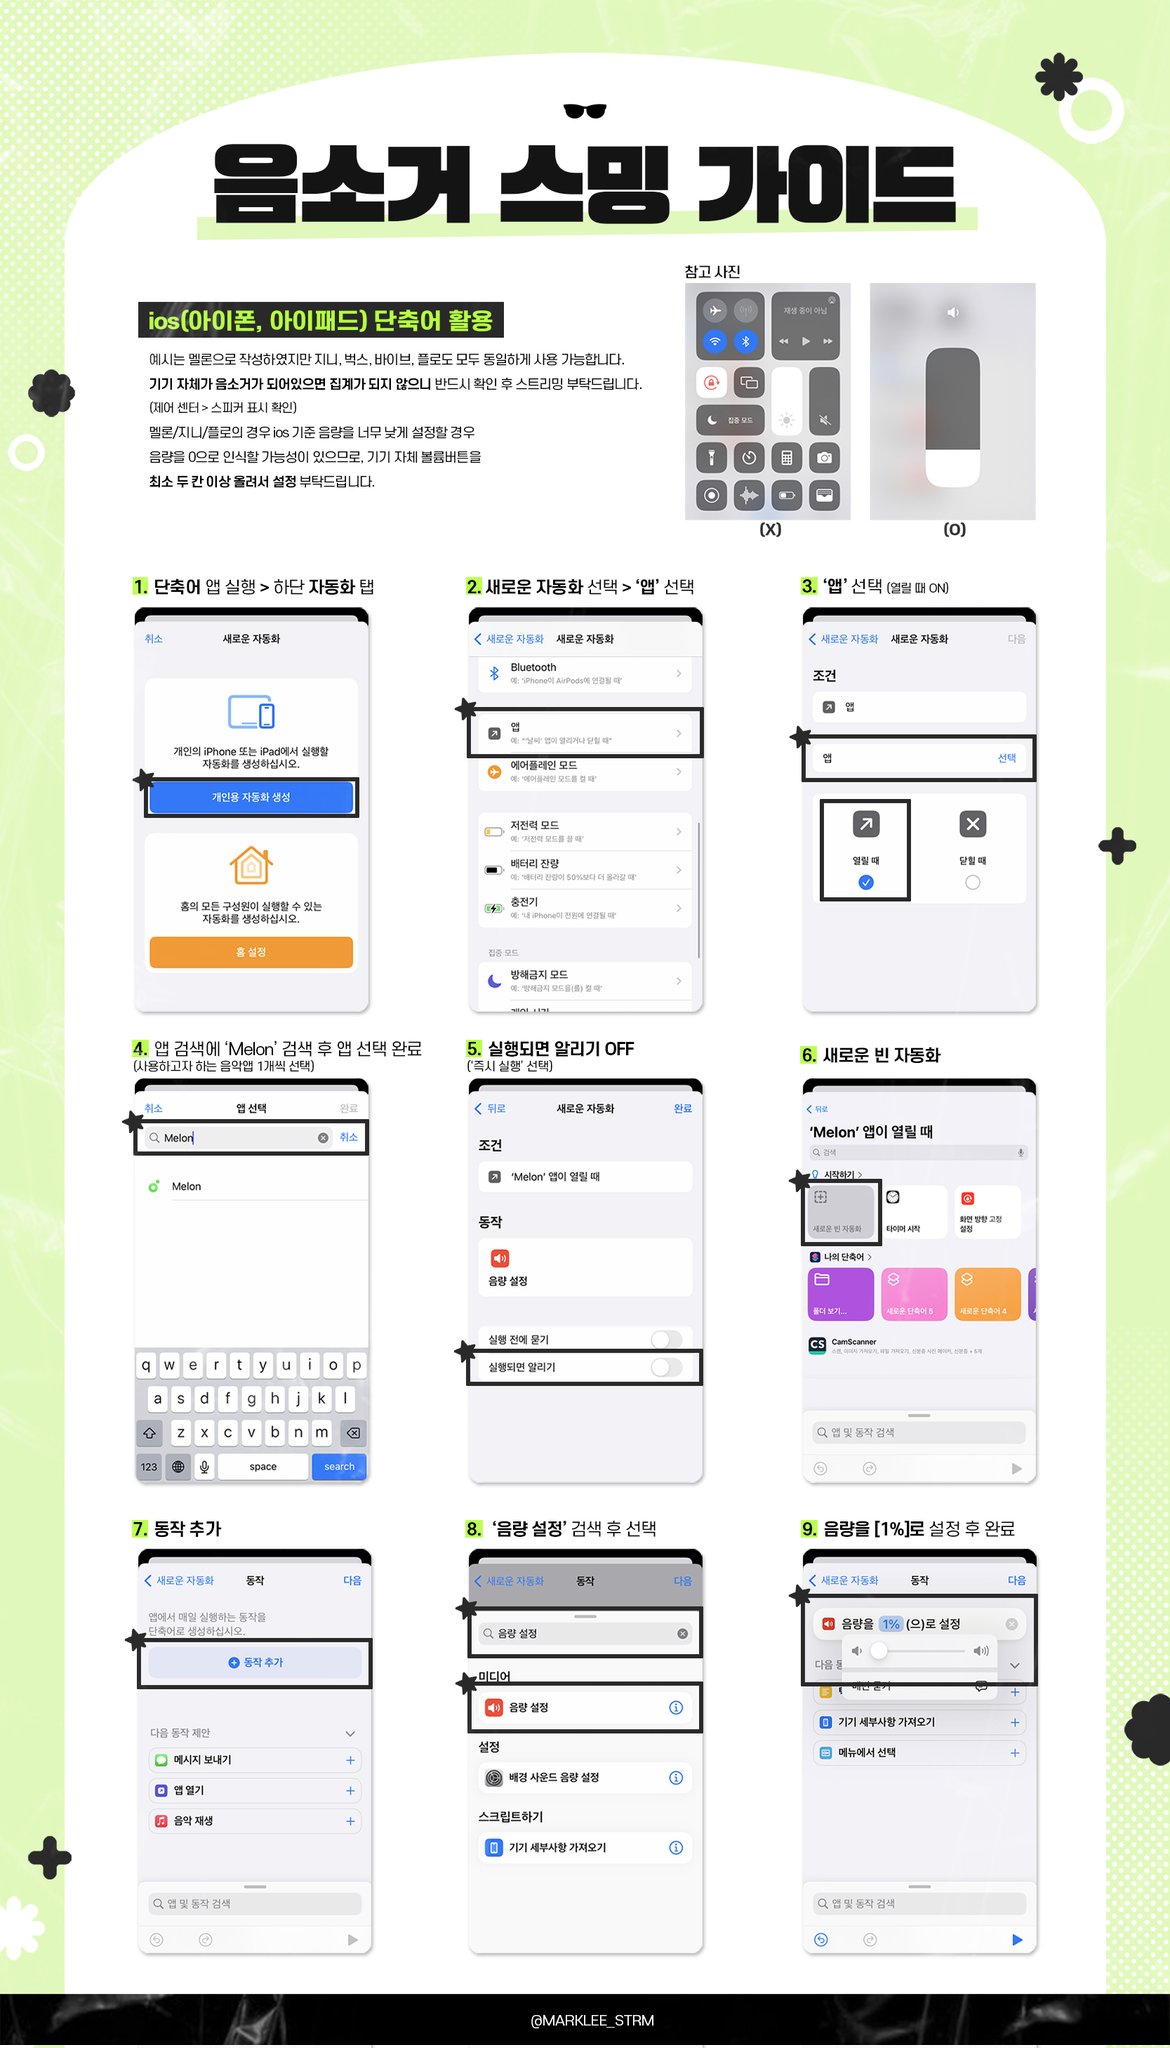 음소거 스밍 가이드
참고 사진
ios(아이폰, 아이패드) 단축어 활용
예시는 멜론으로 작성하였지만 지니, 벅스, 바이브, 플로도 모두 동일하게 사용 가능합니다.
기기 자체가 음소거가 되어있으면 집계가 되지 않으니 반드시 확인 후 스트리밍 부탁드립니다.
(제어 센터 > 스피커 표시 확인)
멜론/지니/플로의 경우 ios 기준 음량을 너무 낮게 설정할 경우
음량을 0으로 인식할 가능성이 있으므로, 기기 자체 볼륨버튼을
최소 두 칸 이상 올려서 설정 부탁드립니다.
재생 중이 아님
집중 모드
(X)
(O)
1. 단축어 앱 실행 > 하단 자동화 탭
취소
새로운 자동화
개인의 iPhone 또는 iPad에서 실행할
자동화를 생성하십시오.
개인용 자동화 생성
홈의 모든 구성원이 실행할 수 있는
자동화를 생성하십시오.
홈 설정
2. 새로운 자동화 선택 > '앱' 선택
새로운 자동화
새로운 자동화
Bluetooth
예: 'iPhone이 AirPods에 연결될 때'
앱
예: "'날씨' 앱이 열리거나 닫힐 때"
에어플레인 모드
예: '에어플레인 모드를 켤 때'
저전력 모드
예: '저전력 모드를 끌 때'
배터리 잔량
예: '배터리 잔량이 50%보다 더 올라갈 때'
충전기
예: '내 iPhone이 전원에 연결될 때'
집중 모드
방해금지 모드
예: '방해금지 모드을(를) 켤 때'
3. '앱' 선택 (열릴 때 ON)
새로운 자동화
새로운 자동화
다음
조건
앱
앱
선택
열릴 때
닫힐 때
4. 앱 검색에 'Melon' 검색 후 앱 선택 완료
(사용하고자 하는 음악앱 1개씩 선택)
취소
앱 선택
완료
Melon
취소
Melon
q w e r t y u i o p
a s d f g h j k l
z x c v b n m
123
space
search
5. 실행되면 알리기 OFF
('즉시 실행' 선택)
뒤로
새로운 자동화
완료
조건
'Melon' 앱이 열릴 때
동작
음량 설정
실행 전에 묻기
실행되면 알리기
6. 새로운 빈 자동화
뒤로
'Melon' 앱이 열릴 때
검색
시작하기 >
새로운 빈 자동화
타이머 시작
화면 방향 고정
설정
나의 단축어 >
폴더 보기...
새로운 단축어 5
새로운 단축어 4
CS
CamScanner
앱 및 동작 검색
7. 동작 추가
새로운 자동화
동작
다음
앱에서 매일 실행하는 동작을
단축어로 생성하십시오.
동작 추가
다음 동작 제안
메시지 보내기
앱 열기
음악 재생
앱 및 동작 검색
8. '음량 설정' 검색 후 선택
새로운 자동화
동작
다음
음량 설정
미디어
음량 설정
설정
배경 사운드 음량 설정
스크립트하기
기기 세부사항 가져오기
9. 음량을 [1%]로 설정 후 완료
새로운 자동화
동작
다음
음량을 1% (으)로 설정
다음 동
매번 묻기
기기 세부사항 가져오기
메뉴에서 선택
앱 및 동작 검색
@MARKLEE_STRM